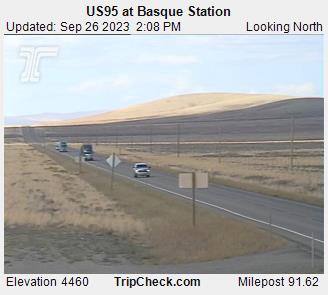 US95 at Basque Station
Updated: Sep 26 2023 2:08 PM Looking North
Elevation 4460 TripCheck.com Milepost 91.62